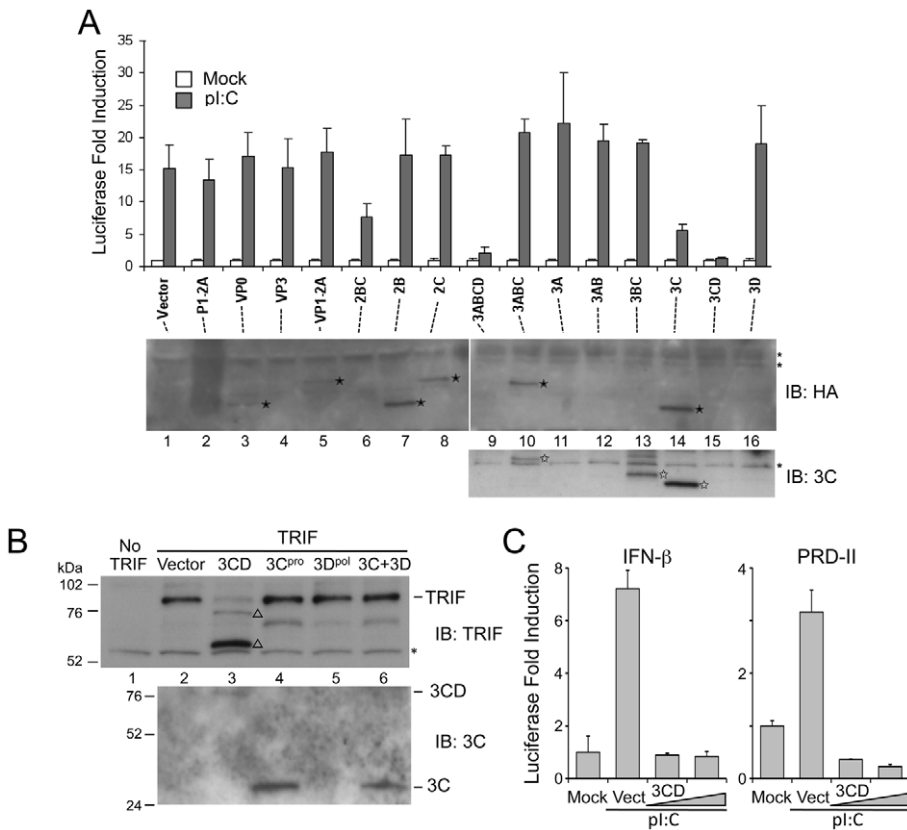 A
Luciferase Fold Induction
35
30
25
20
15
10
5
0
Mock
pI:C
Vector
P1-2A
VP0
VP3
VP1-2A
2BC
2B
2C
3ABCD
3ABC
3A
3AB
3BC
3C
3CD
3D
★ ★ ★ ★ ★ ★
*
*
IB: HA
1 2 3 4 5 6 7 8 9 10 11 12 13 14 15 16
☆ ☆ ☆
*
IB: 3C
B
TRIF
No TRIF
Vector 3CD 3Cpro 3Dpol 3C+3D
kDa
102
76
52
TRIF
IB: TRIF
*
1 2 3 4 5 6
76
52
24
3CD
IB: 3C
3C
C
IFN-β
Luciferase Fold Induction
8
6
4
2
0
Mock Vect 3CD
pI:C
PRD-II
4
2
0
Mock Vect 3CD
pI:C